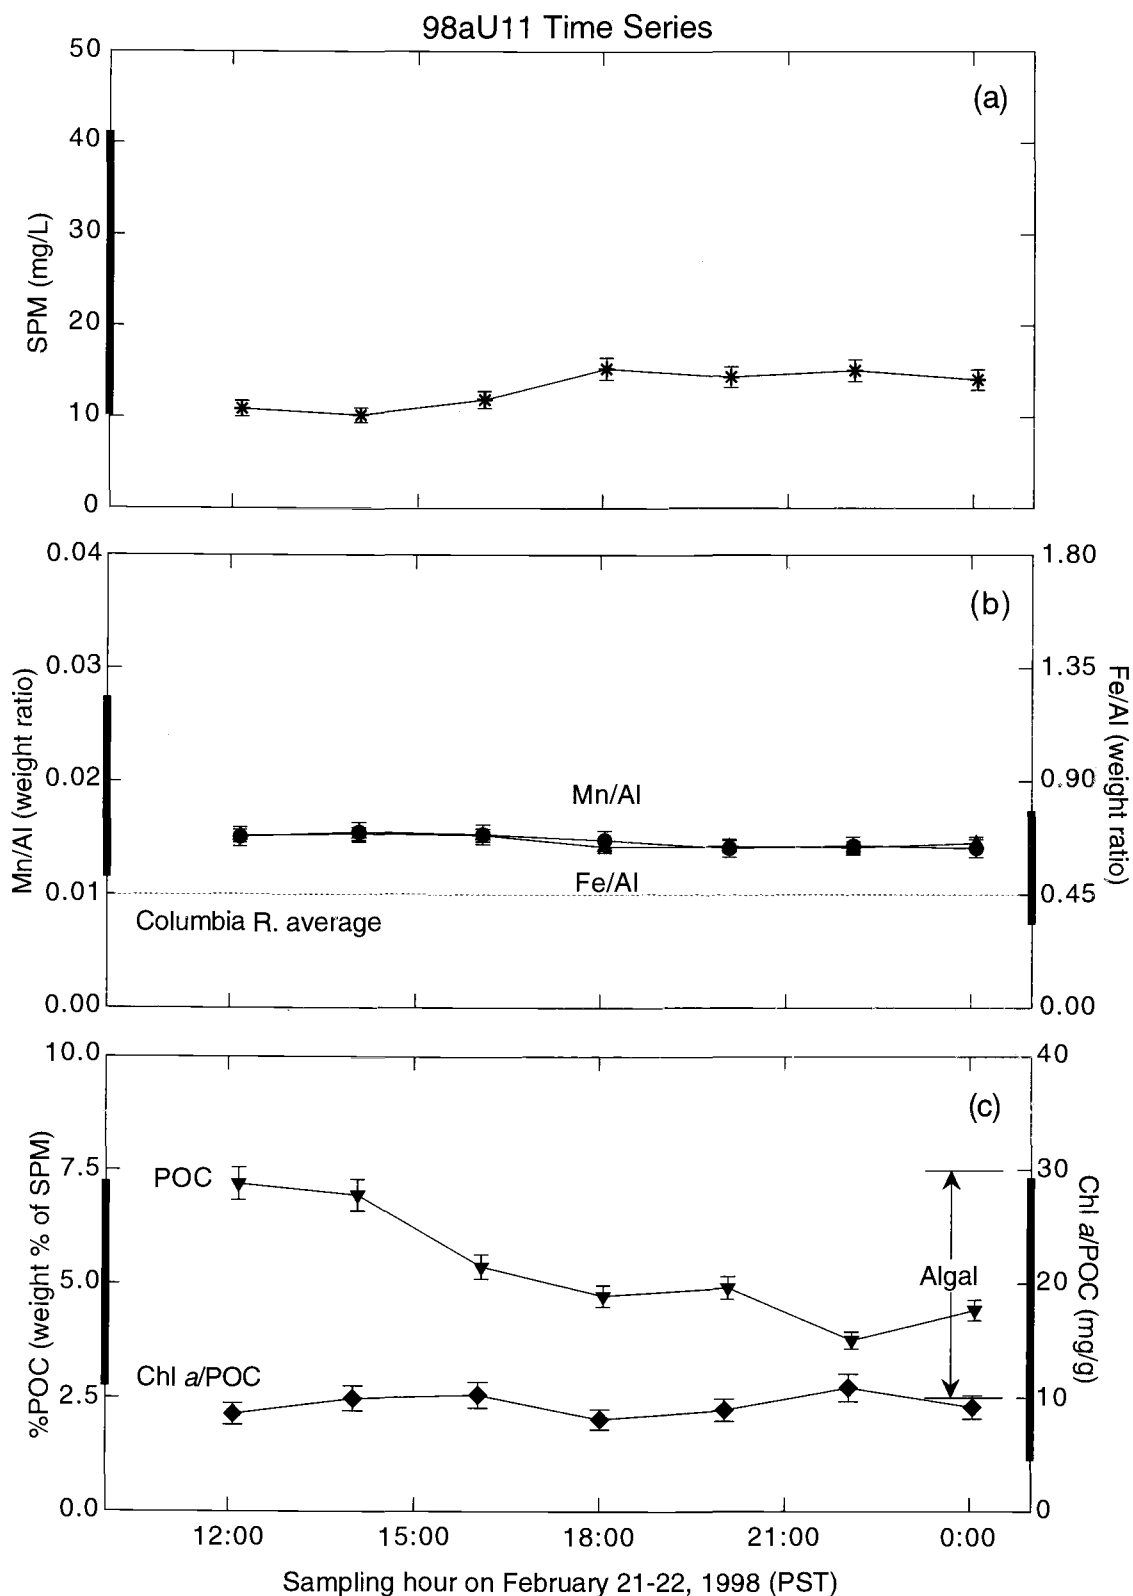 98aU11 Time Series
50
40
30
20
10
0
SPM (mg/L)
(a)
0.04
0.03
0.02
0.01
0.00
Mn/Al (weight ratio)
1.80
1.35
0.90
0.45
0.00
Fe/Al (weight ratio)
(b)
Mn/Al
Fe/Al
Columbia R. average
10.0
7.5
5.0
2.5
0.0
%POC (weight % of SPM)
40
30
20
10
0
Chl a/POC (mg/g)
(c)
POC
Algal
Chl a/POC
12:00 15:00 18:00 21:00 0:00
Sampling hour on February 21-22, 1998 (PST)